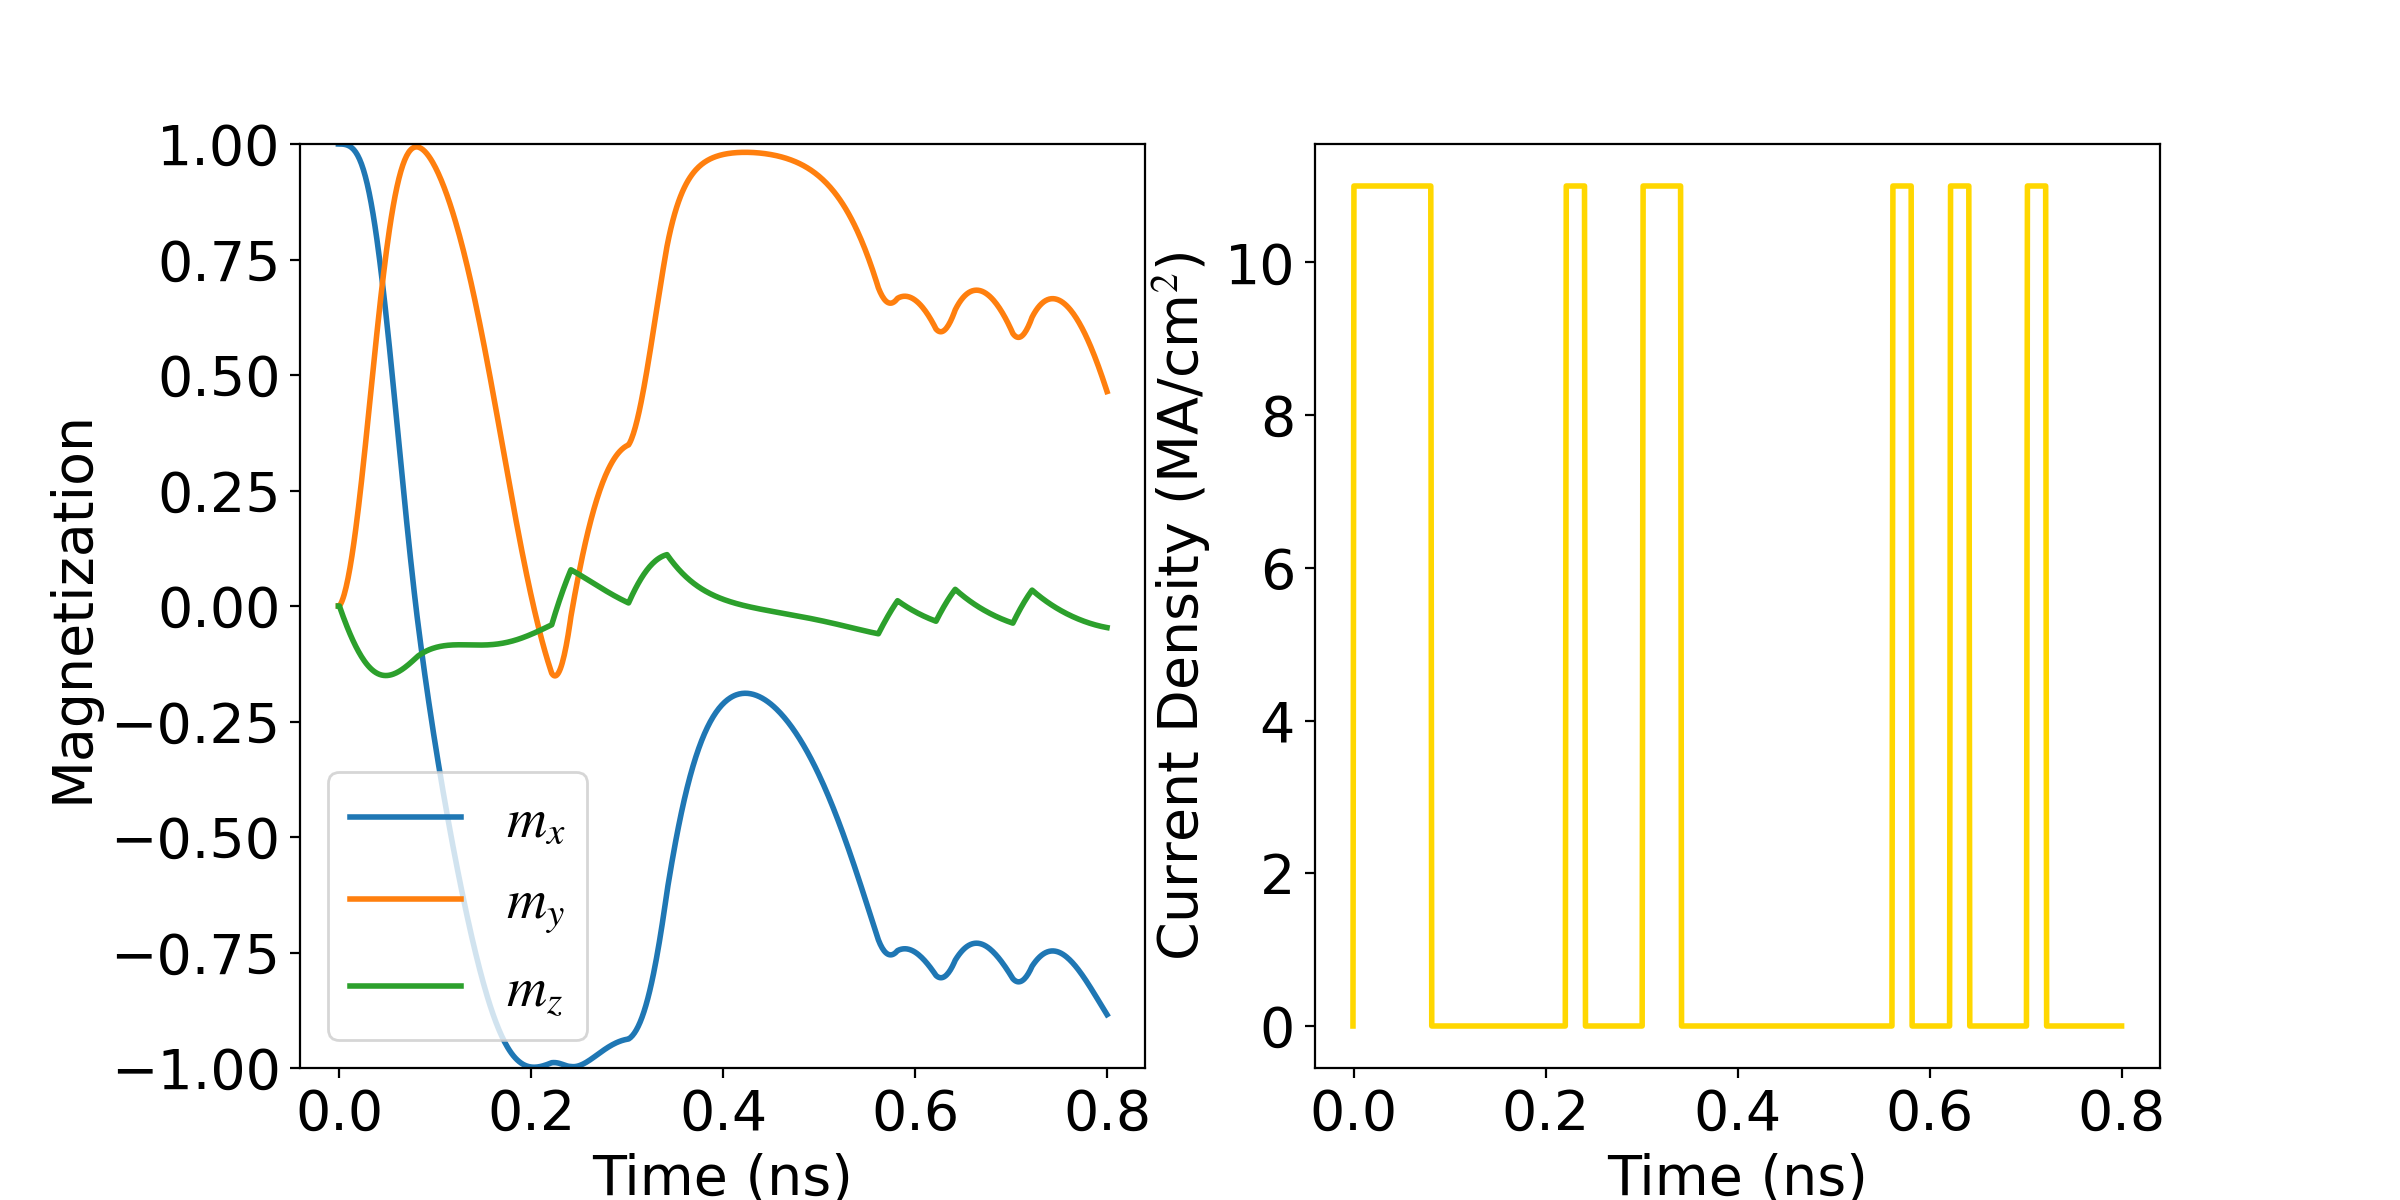 Magnetization
1.00
0.75
0.50
0.25
0.00
−0.25
−0.50
−0.75
−1.00
m_x
m_y
m_z
0.0 0.2 0.4 0.6 0.8
Time (ns)
Current Density (MA/cm²)
10
8
6
4
2
0
0.0 0.2 0.4 0.6 0.8
Time (ns)